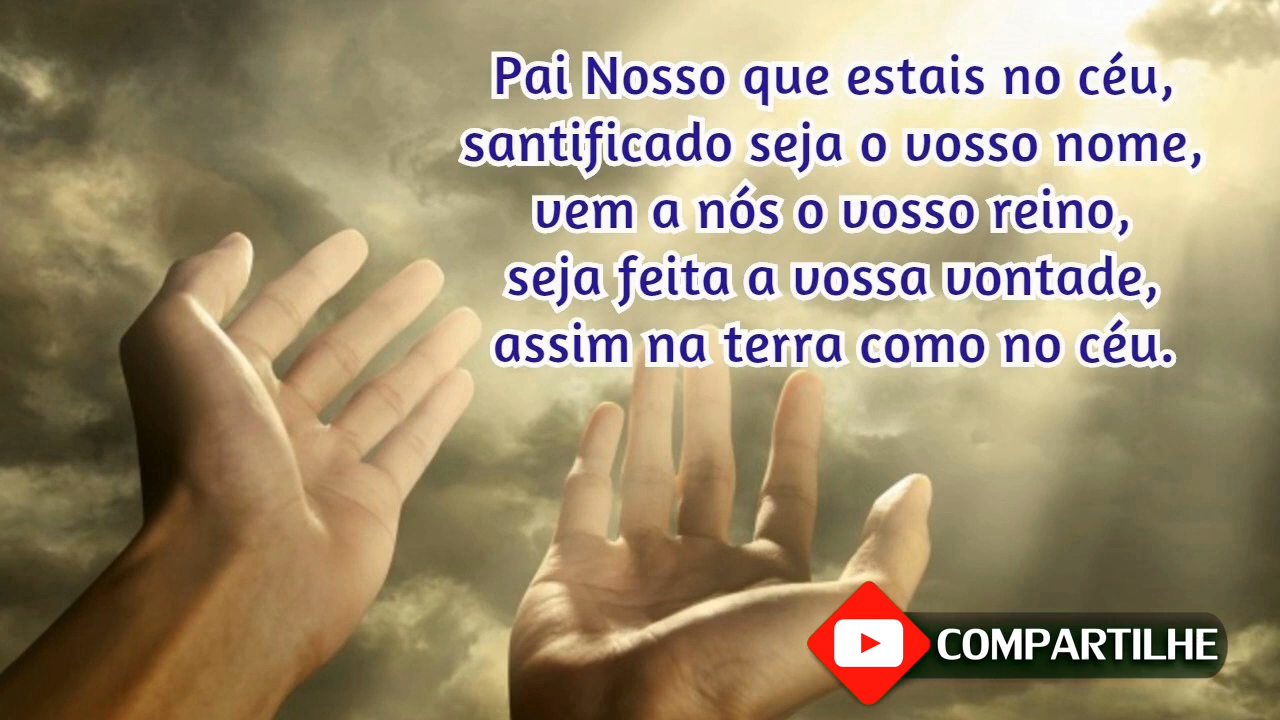 Pai Nosso que estais no céu,
santificado seja o vosso nome,
vem a nós o vosso reino,
seja feita a vossa vontade,
assim na terra como no céu.
COMPARTILHE